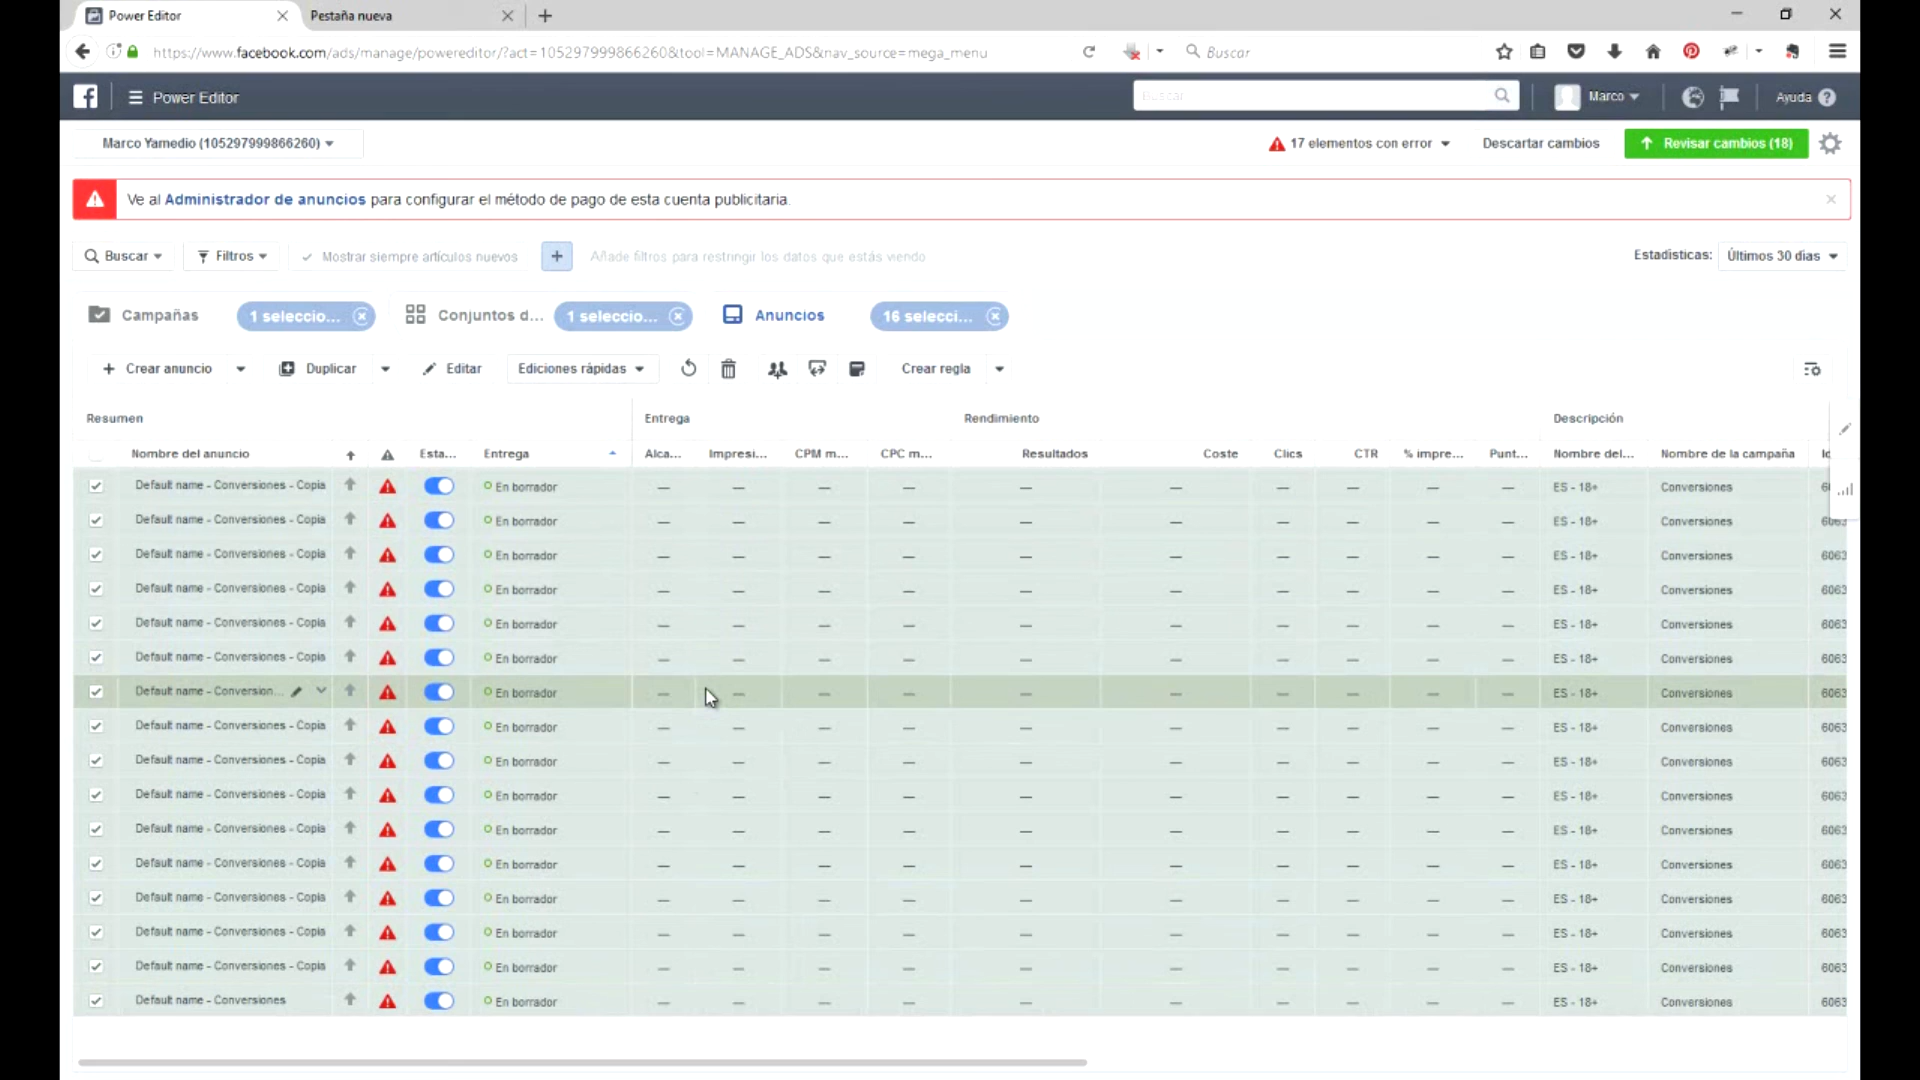 Power Editor
Pestaña nueva
https://www.facebook.com/ads/manage/powereditor/?act=105297999866260&tool=MANAGE_ADS&nav_source=mega_menu
Buscar
Power Editor
Buscar
Marco
Ayuda
Marco Yamedio (105297999866260)
17 elementos con error
Descartar cambios
Revisar cambios (18)
Ve al Administrador de anuncios para configurar el método de pago de esta cuenta publicitaria.
Buscar
Filtros
Mostrar siempre artículos nuevos
+
Añade filtros para restringir los datos que estás viendo
Estadísticas:
Últimos 30 días
Campañas
1 seleccio...
Conjuntos d...
1 seleccio...
Anuncios
16 selecci...
+ Crear anuncio
Duplicar
Editar
Ediciones rápidas
Crear regla
Resumen
Entrega
Rendimiento
Descripción
Nombre del anuncio
Esta...
Entrega
Alca...
Impresi...
CPM m...
CPC m...
Resultados
Coste
Clics
CTR
% impre...
Punt...
Nombre del...
Nombre de la campaña
Default name - Conversiones - Copia En borrador — — — — — — — — — — ES - 18+ Conversiones
Default name - Conversiones - Copia En borrador — — — — — — — — — — ES - 18+ Conversiones 6063
Default name - Conversiones - Copia En borrador — — — — — — — — — — ES - 18+ Conversiones 6063
Default name - Conversiones - Copia En borrador — — — — — — — — — — ES - 18+ Conversiones 6063
Default name - Conversiones - Copia En borrador — — — — — — — — — — ES - 18+ Conversiones 6063
Default name - Conversiones - Copia En borrador — — — — — — — — — — ES - 18+ Conversiones 6063
Default name - Conversion... En borrador — — — — — — — — — — ES - 18+ Conversiones 6063
Default name - Conversiones - Copia En borrador — — — — — — — — — — ES - 18+ Conversiones 6063
Default name - Conversiones - Copia En borrador — — — — — — — — — — ES - 18+ Conversiones 6063
Default name - Conversiones - Copia En borrador — — — — — — — — — — ES - 18+ Conversiones 6063
Default name - Conversiones - Copia En borrador — — — — — — — — — — ES - 18+ Conversiones 6063
Default name - Conversiones - Copia En borrador — — — — — — — — — — ES - 18+ Conversiones 6063
Default name - Conversiones - Copia En borrador — — — — — — — — — — ES - 18+ Conversiones 6063
Default name - Conversiones - Copia En borrador — — — — — — — — — — ES - 18+ Conversiones 6063
Default name - Conversiones - Copia En borrador — — — — — — — — — — ES - 18+ Conversiones 6063
Default name - Conversiones En borrador — — — — — — — — — — ES - 18+ Conversiones 6063